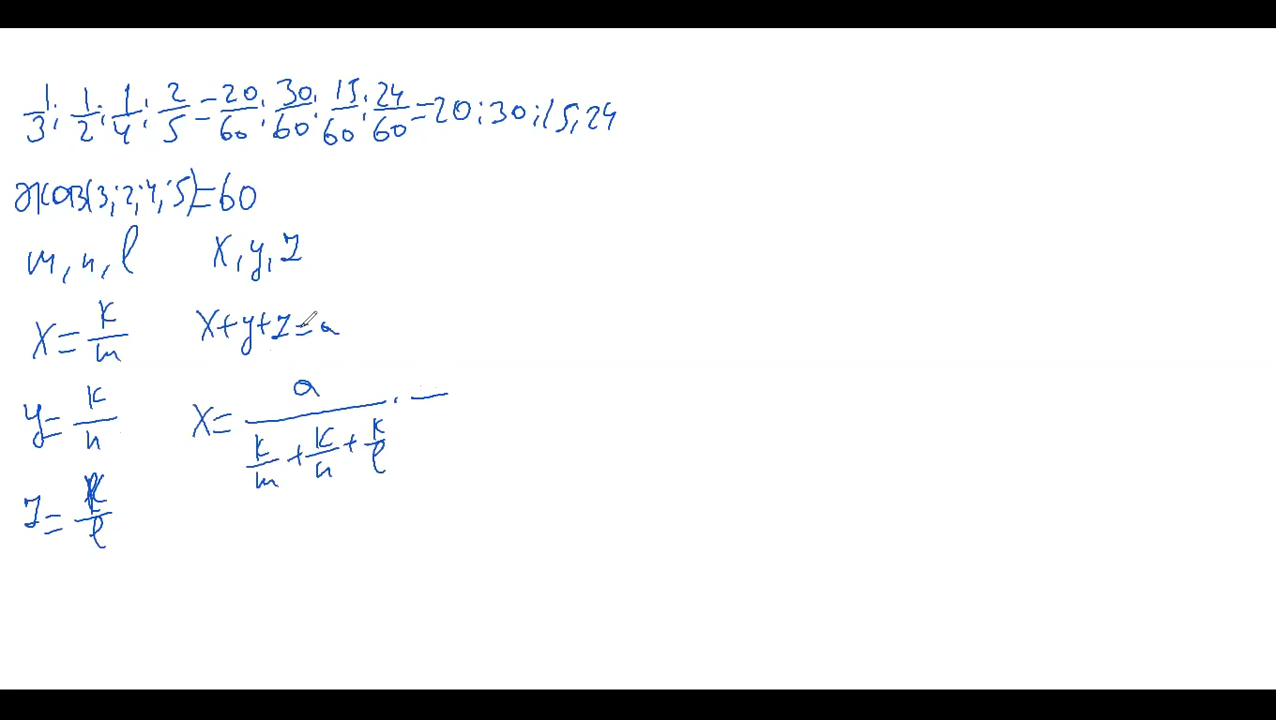 1/3 ; 1/2 ; 1/4 ; 2/5 = 20/60 ; 30/60 ; 15/60 ; 24/60 = 20 ; 30 ; 15 ; 24
(3; 2; 4; 5) = 60
m, n, l x, y, z
x = k/m x + y + z = a
y = k/n x = a/(k/m + k/n + k/l) · —
z = k/l